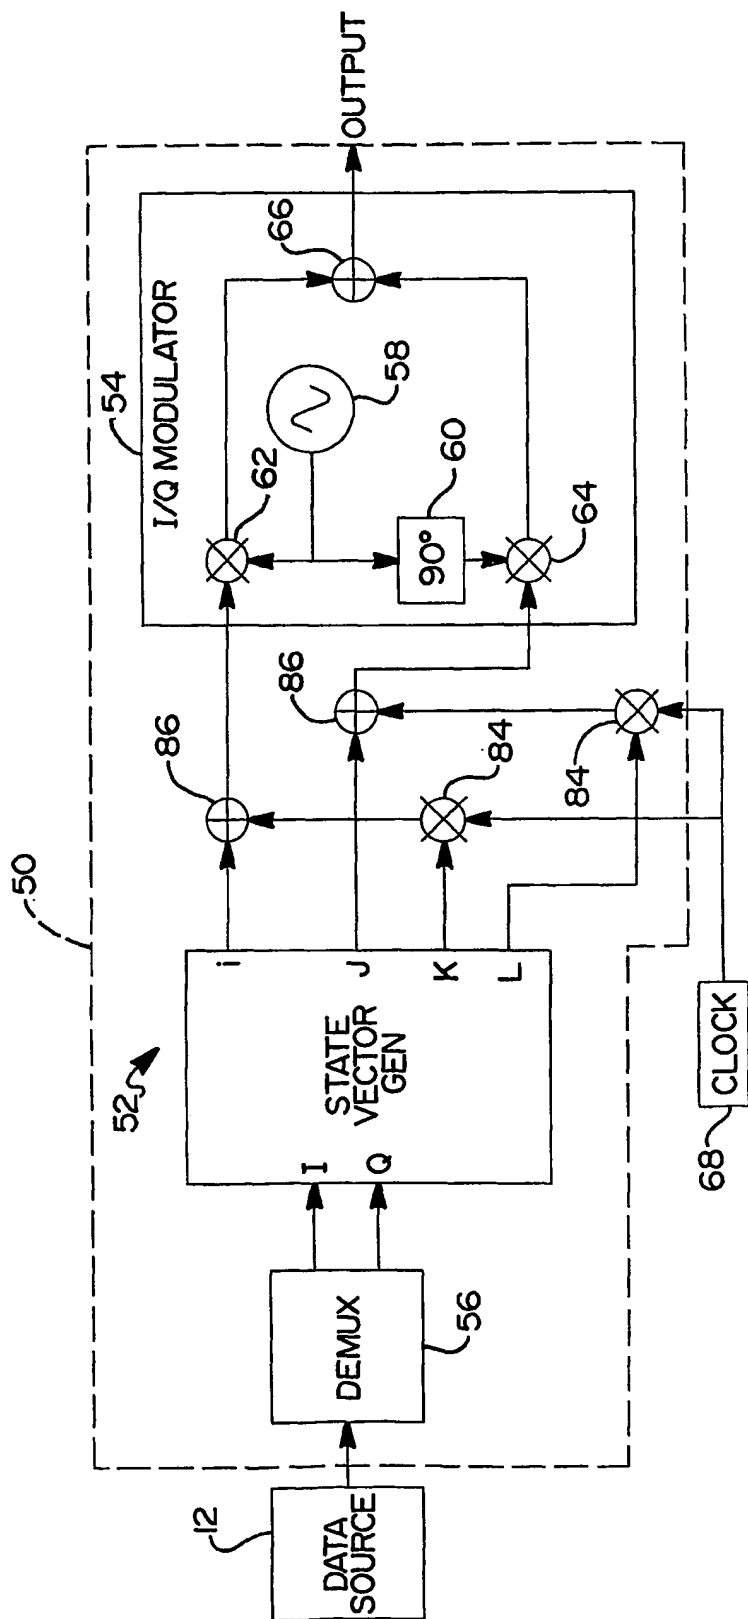 50
52
54
I/Q MODULATOR
12
DATA
SOURCE
DEMUX
56
I
Q
STATE
VECTOR
GEN
i
J
K
L
86
86
84
84
62
58
60
90°
64
66
OUTPUT
68
CLOCK